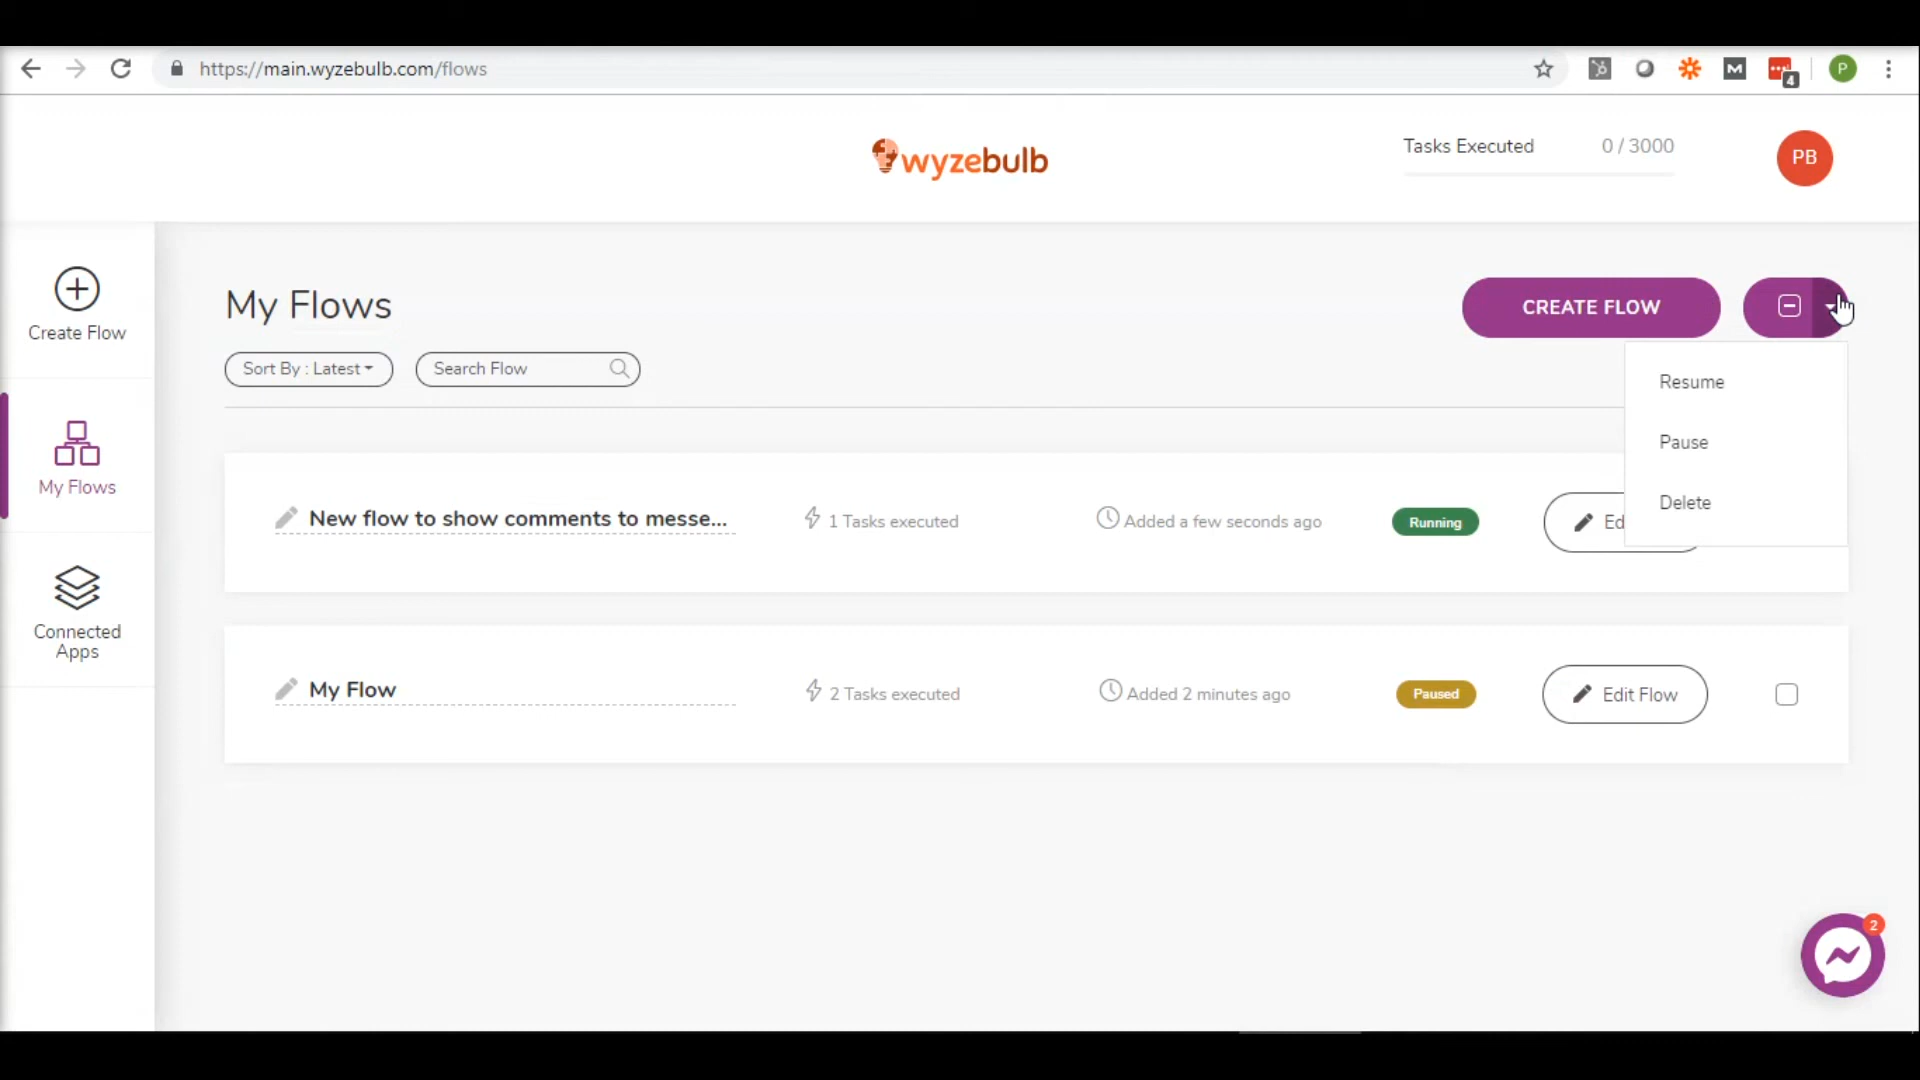 https://main.wyzebulb.com/flows
M
4
P
wyzebulb
Tasks Executed 0 / 3000
PB
Create Flow
My Flows
Connected
Apps
My Flows
CREATE FLOW
Sort By : Latest
Search Flow
Resume
Pause
Delete
New flow to show comments to messe...
1 Tasks executed
Added a few seconds ago
Running
Ed
My Flow
2 Tasks executed
Added 2 minutes ago
Paused
Edit Flow
2